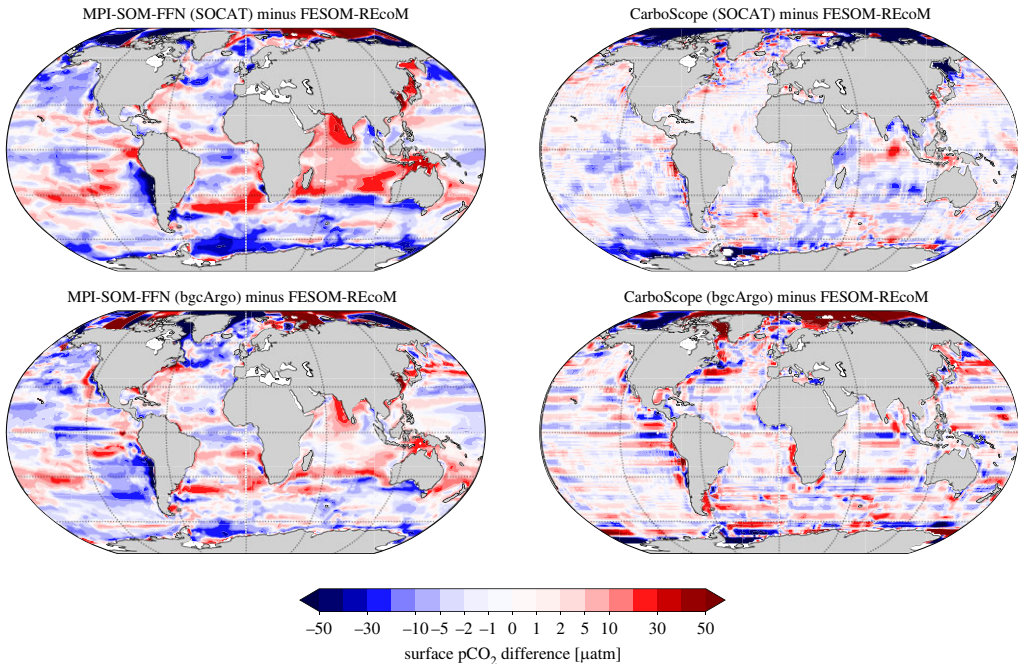 MPI-SOM-FFN (SOCAT) minus FESOM-REcoM
CarboScope (SOCAT) minus FESOM-REcoM
MPI-SOM-FFN (bgcArgo) minus FESOM-REcoM
CarboScope (bgcArgo) minus FESOM-REcoM
–50 –30 –10 –5 –2 –1 0 1 2 5 10 30 50
surface pCO₂ difference [µatm]